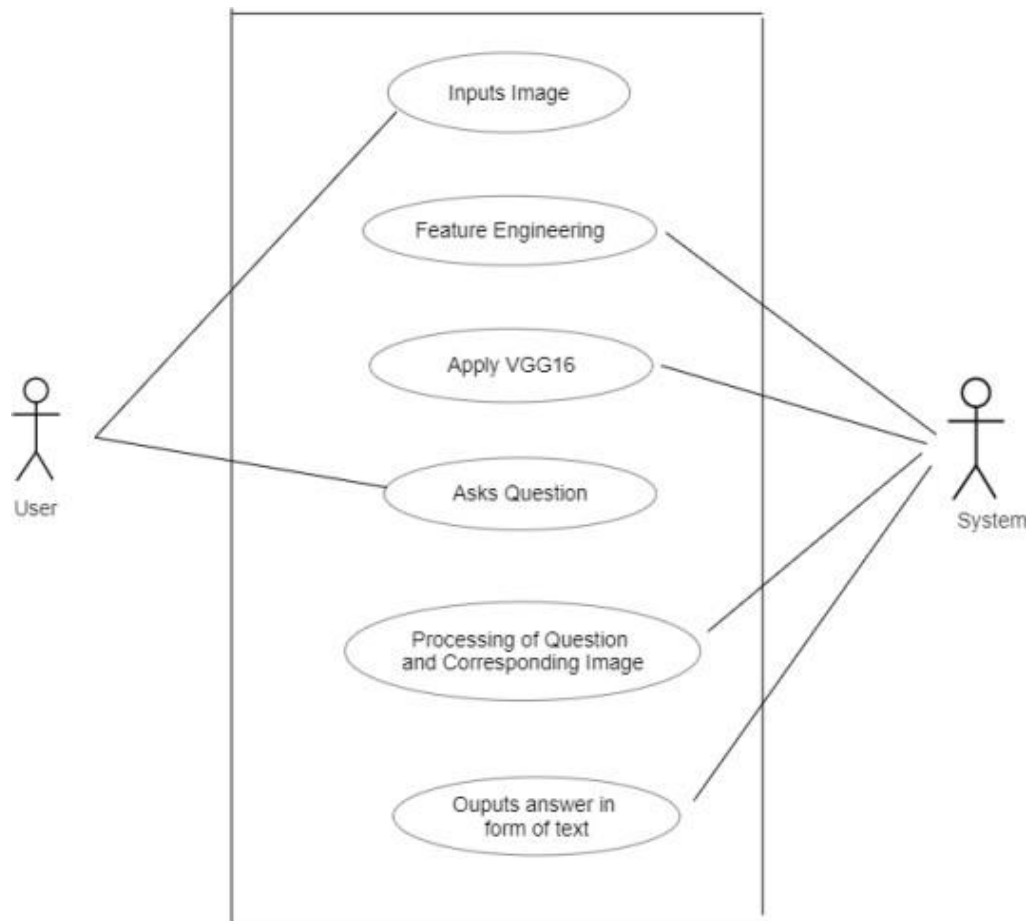 Inputs Image
Feature Engineering
Apply VGG16
Asks Question
User
System
Processing of Question
and Corresponding Image
Ouputs answer in
form of text